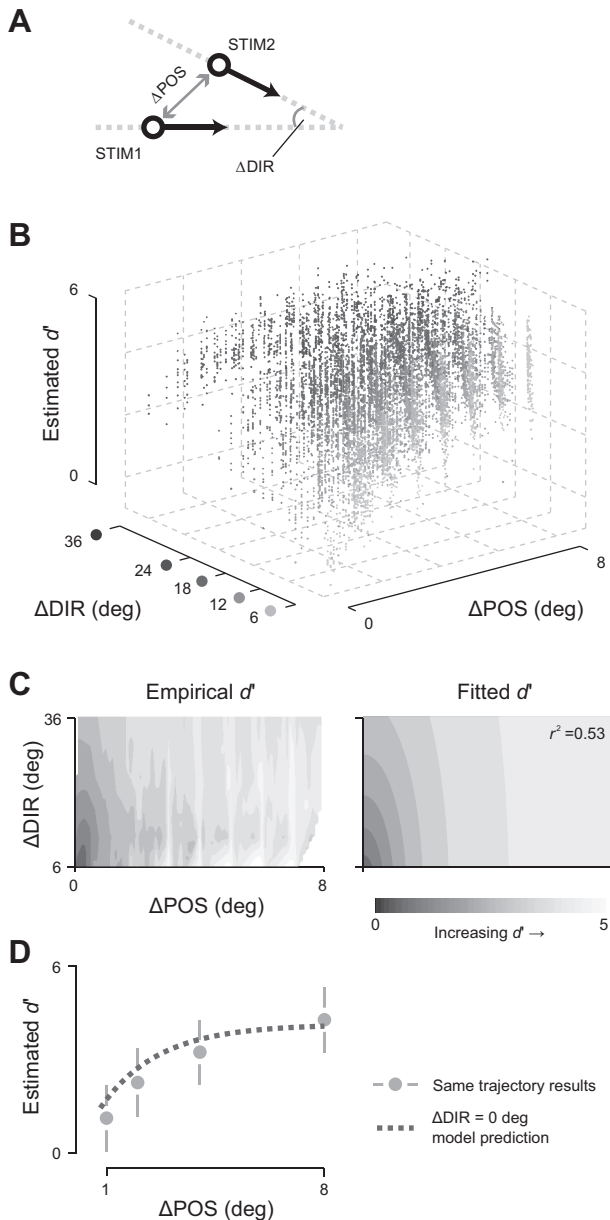 A
STIM2
ΔPOS
STIM1
ΔDIR
B
6
Estimated d'
0
36
24
18
12
6
ΔDIR (deg)
0
8
ΔPOS (deg)
C
Empirical d'
Fitted d'
36
r² =0.53
ΔDIR (deg)
6
0
8
ΔPOS (deg)
0
5
Increasing d' →
D
6
Estimated d'
0
1
8
ΔPOS (deg)
Same trajectory results
ΔDIR = 0 deg
model prediction